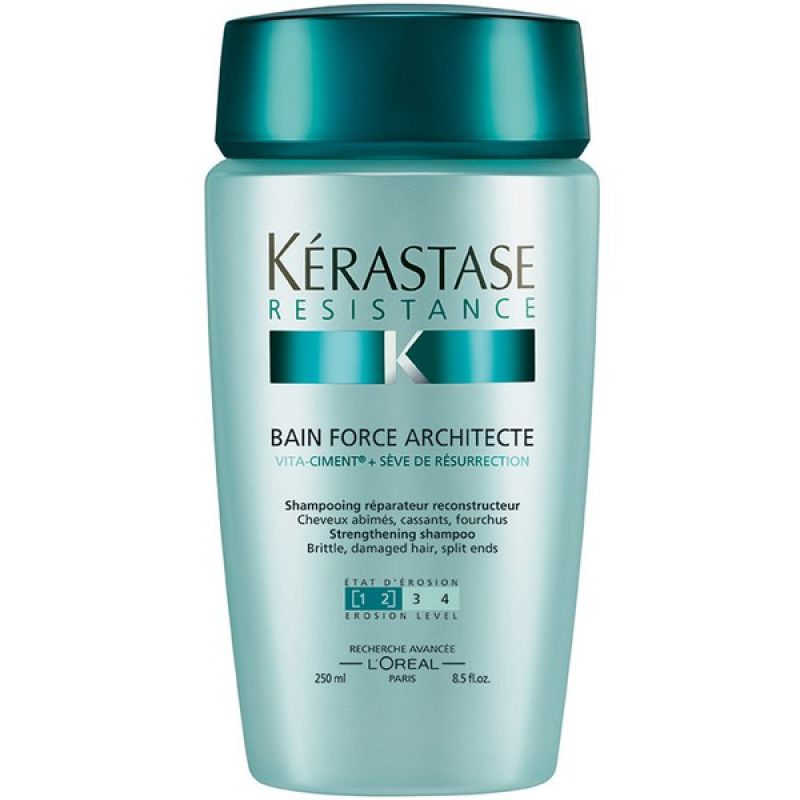 KÉRASTASE
RESISTANCE
K
BAIN FORCE ARCHITECTE
VITA-CIMENT® + SÈVE DE RÉSURRECTION
Shampooing réparateur reconstructeur
Cheveux abimés, cassants, fourchus
Strengthening shampoo
Brittle, damaged hair, split ends
ÉTAT D'ÉROSION
[1 2] 3 4
EROSION LEVEL
RECHERCHE AVANCÉE
L'ORÉAL
250 ml PARIS 8.5 fl.oz.